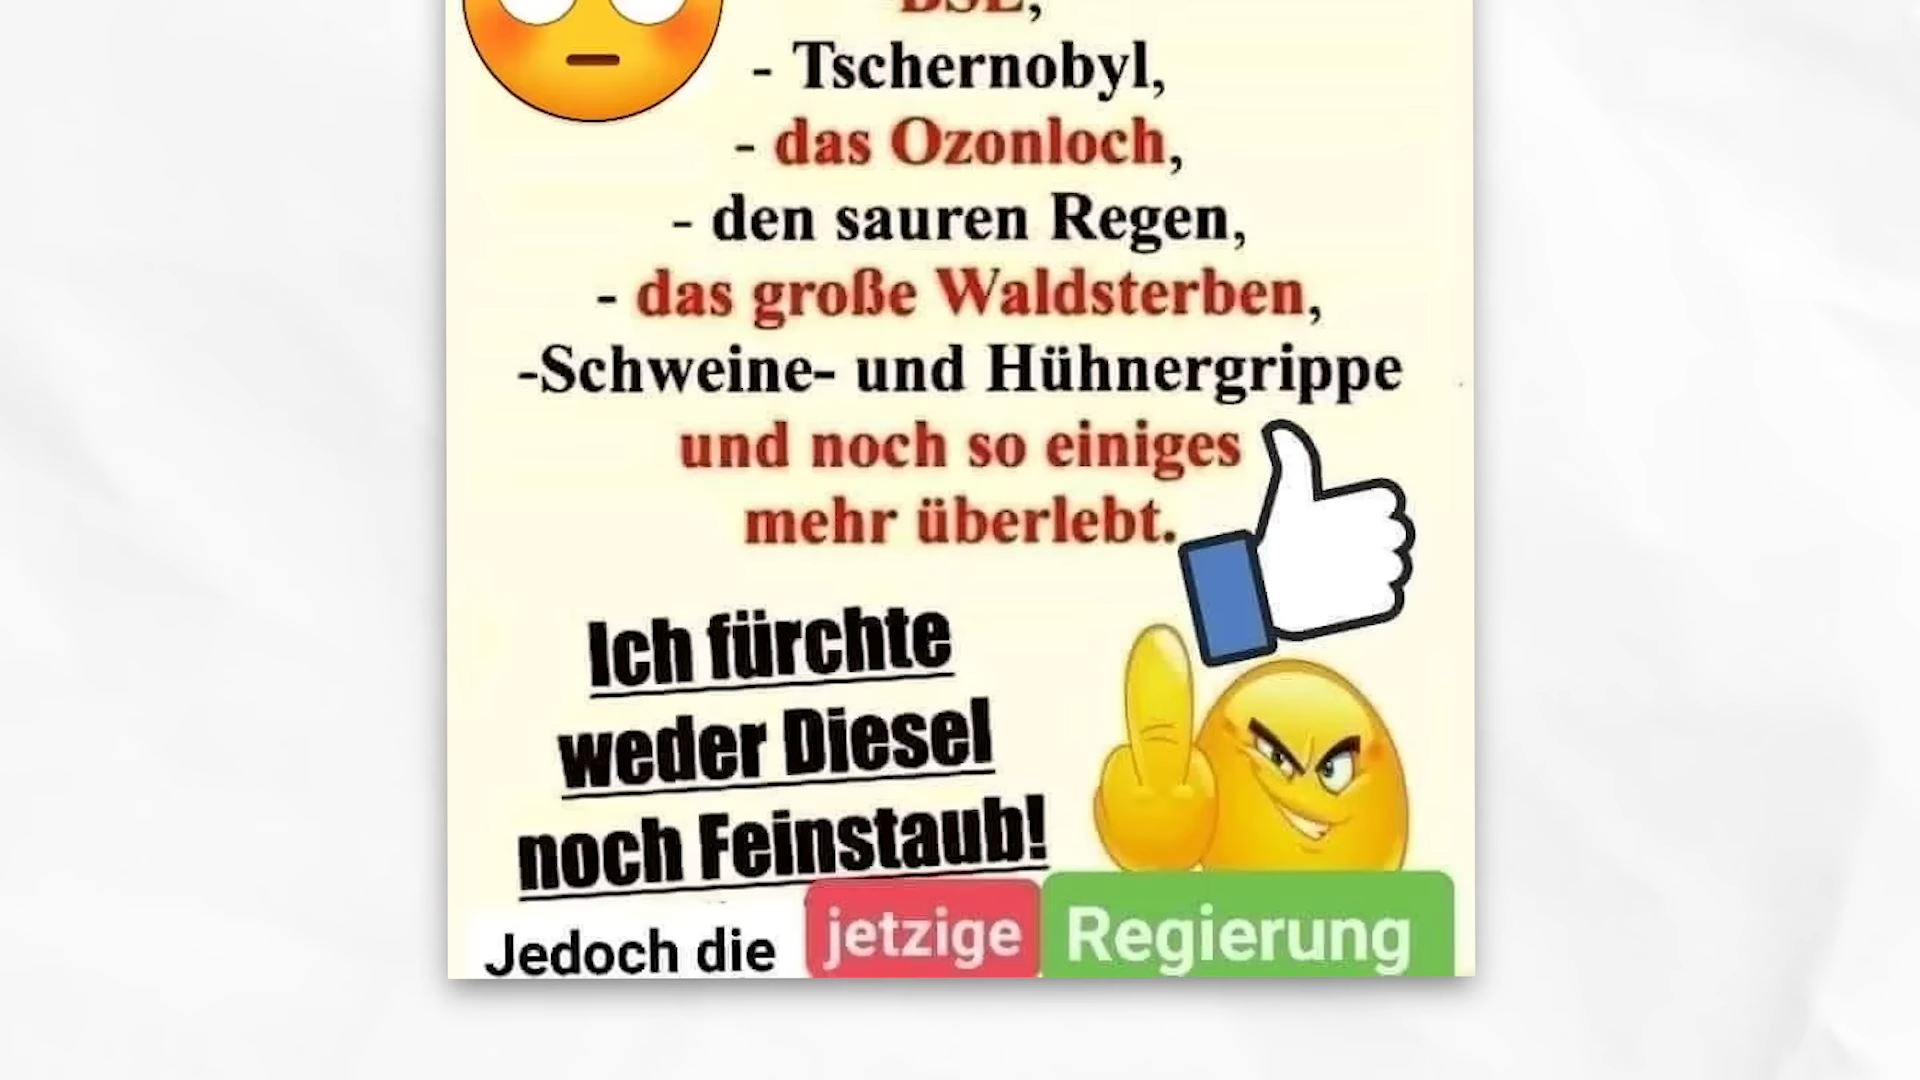 BSE,
- Tschernobyl,
- das Ozonloch,
- den sauren Regen,
- das große Waldsterben,
-Schweine- und Hühnergrippe
und noch so einiges
mehr überlebt.
Ich fürchte
weder Diesel
noch Feinstaub!
Jedoch die jetzige Regierung